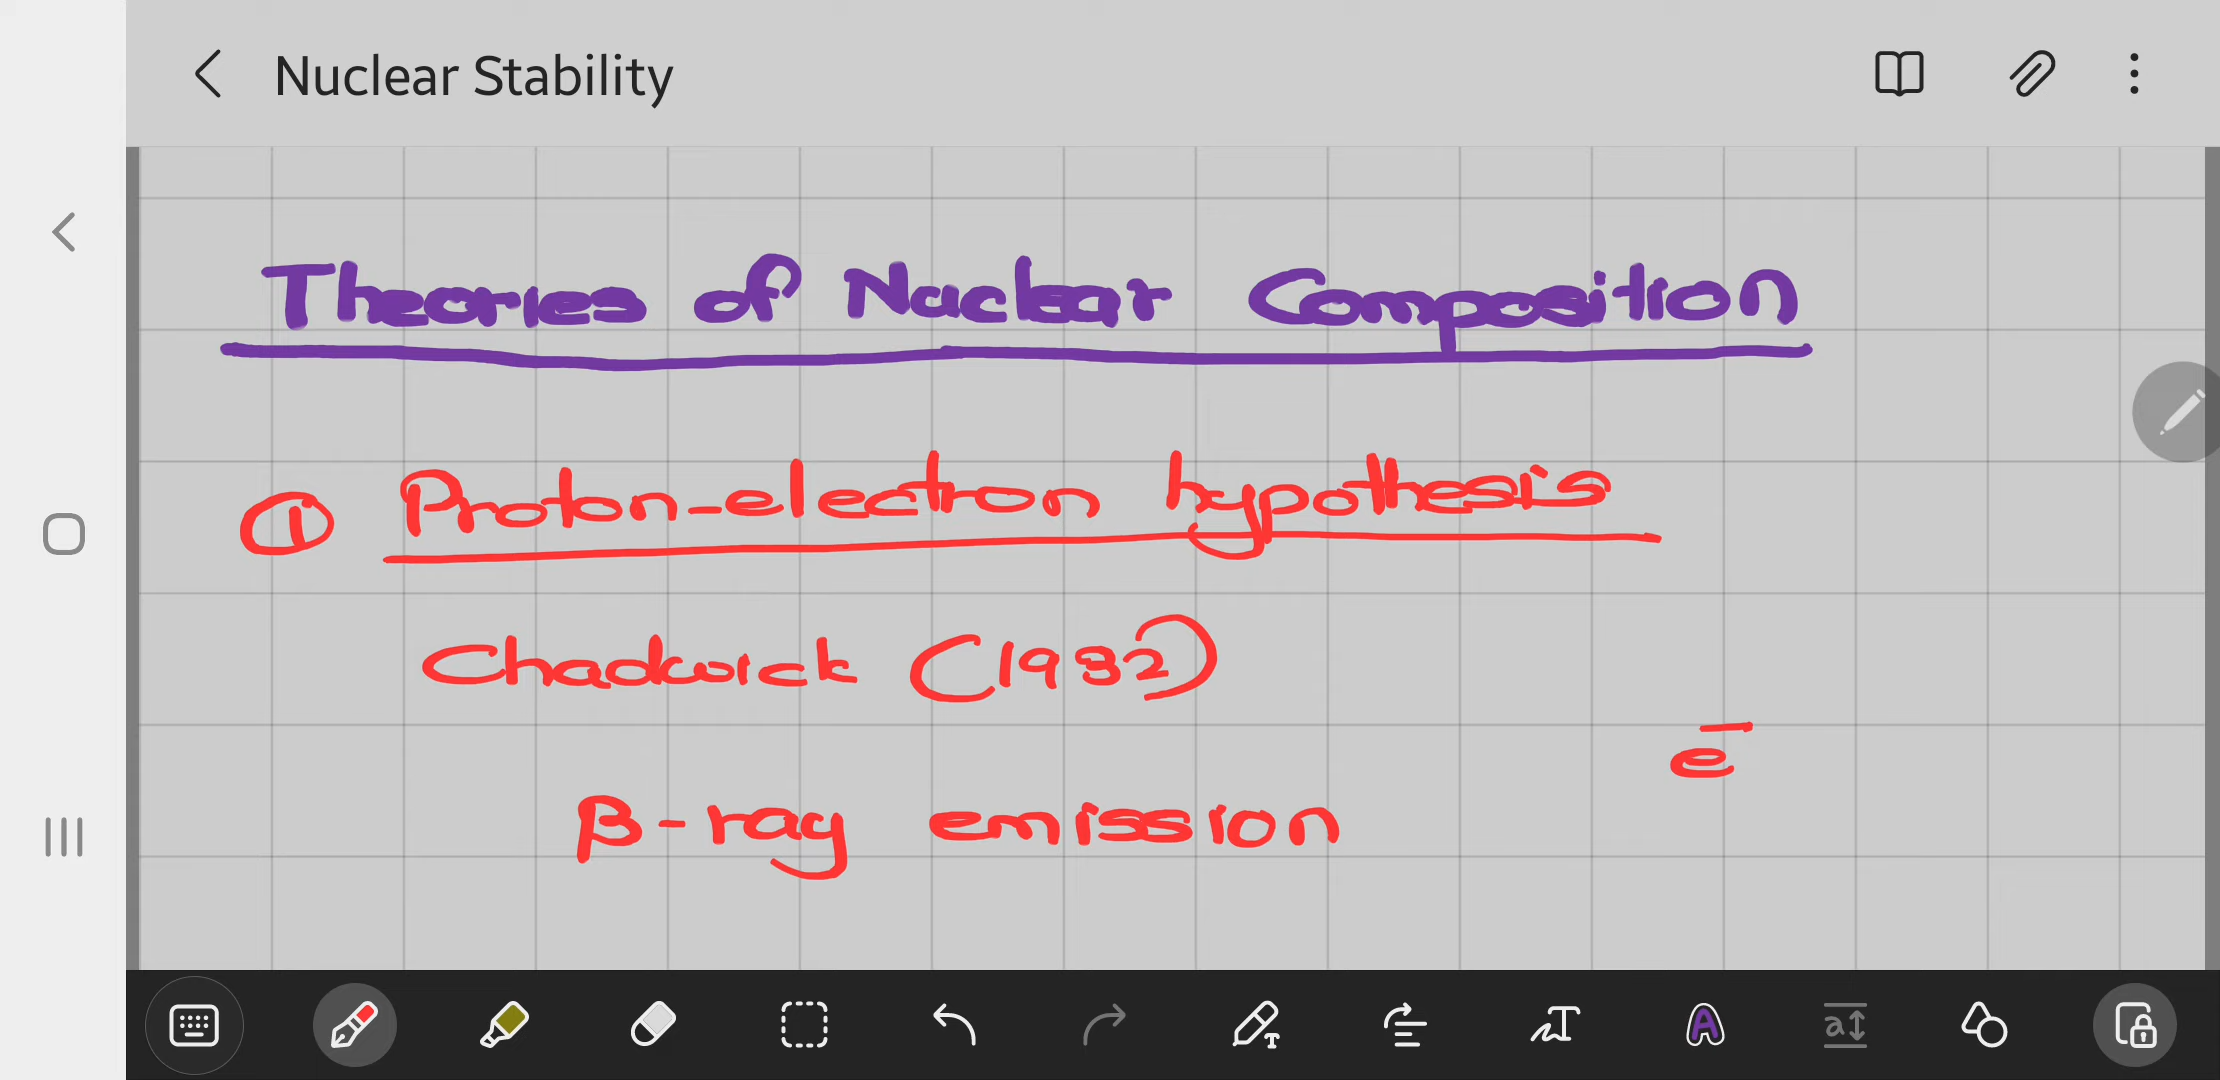 Nuclear Stability
Theories of Nuclear Composition
① Proton-electron hypothesis
Chadwick (1932)
e⁻
β-ray emission